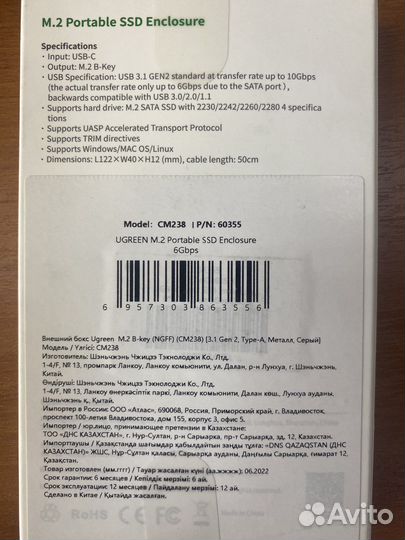 M.2 Portable SSD Enclosure
Specifications
• Input: USB-C
• Output: M.2 B-Key
• USB Specification: USB 3.1 GEN2 standard at transfer rate up to 10Gbps
(the actual transfer rate only up to 6Gbps due to the SATA port ) ,
backwards compatible with USB 3.0/2.0/1.1
• Supports hard drive: M.2 SATA SSD with 2230/2242/2260/2280 4 specifica
tions
• Supports UASP Accelerated Transport Protocol
• Supports TRIM directives
• Supports Windows/MAC OS/Linux
• Dimensions: L122×W40×H12 (mm), cable length: 50cm
Model: CM238 | P/N: 60355
UGREEN M.2 Portable SSD Enclosure
6Gbps
6 957303 863556
Внешний бокс Ugreen M.2 B-key (NGFF) (CM238) [3.1 Gen 2, Type-A, Металл, Серый]
Модель / Үлгісі: CM238
Изготовитель: Шэньчжэнь Чжицзэ Тэкнолоджи Ко., Лтд,
1-4/F, № 13, промпарк Ланкоу, Ланкоу комьюнити, ул. Далан, р-н Лунхуа, г. Шэньчжэнь,
Китай.
Өндіруші: Шэньчжэнь Чжицзэ Тэкнолоджи Ко., Лтд,
1-4/F, № 13, Ланкоу өнеркәсіптік паркі, Ланкоу комьюнити, Далан көш., Лунхуа ауданы,
Шэньчжэнь қ., Қытай.
Импортер в России: ООО «Атлас», 690068, Россия, Приморский край, г. Владивосток,
проспект 100-летия Владивостока, дом 155, корпус 3, офис 5.
Импортер / юр.лицо, принимающее претензии в Казахстане:
ТОО «ДНС КАЗАХСТАН», г. Нур-Султан, р-н Сарыарка, пр-т Сарыарка, зд. 12, Казахстан
Импорттаушы / Қазақстанда шағымдар қабылдайтын заңды тұлға: «DNS QAZAQSTAN (ДНС
КАЗАХСТАН)» ЖШС, Нұр-Сұлтан қаласы, Сарыарқа ауданы, Сарыарқа даңғылы, 12 ғимарат,
Қазақстан.
Товар изготовлен (мм.гггг) / Тауар жасалған күні (аа.жжжж): 06.2022
Срок гарантии 6 месяцев / Кепілдік мерзімі: 6 ай.
Срок эксплуатации: 12 месяцев / Пайдалану мерзімі: 12 ай.
Сделано в Китае / Қытайда жасалған.
RoHS
Avito